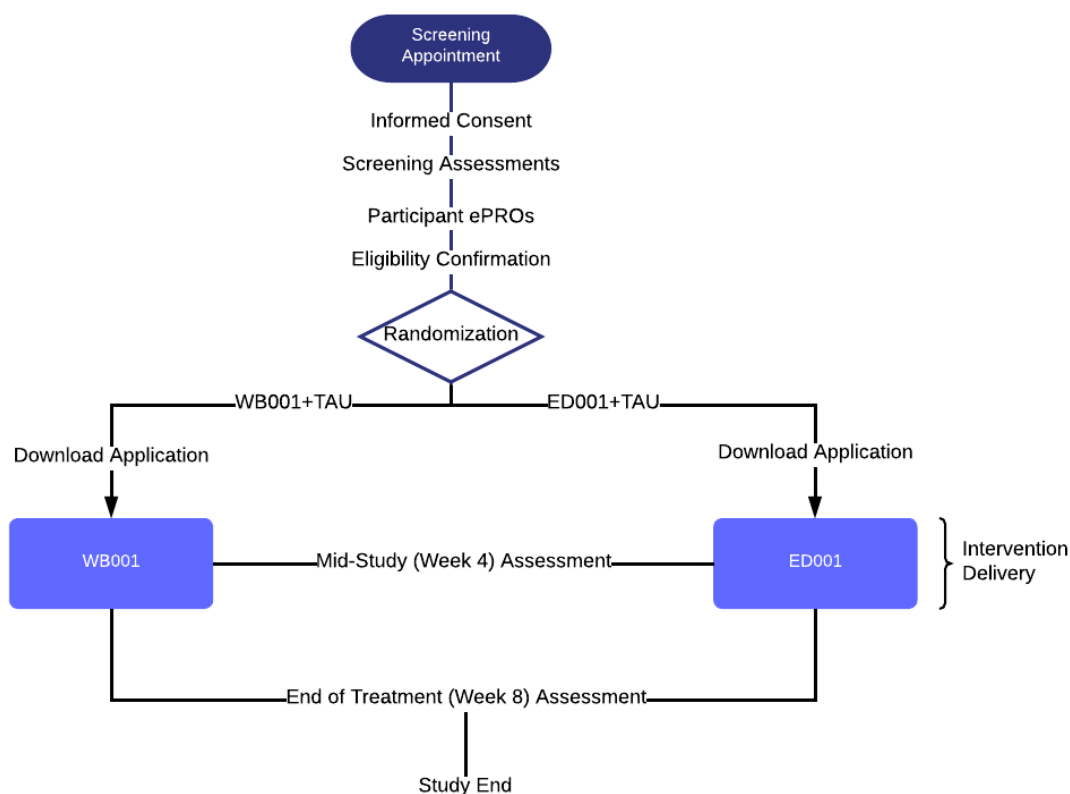 Screening
Appointment
Informed Consent
Screening Assessments
Participant ePROs
Eligibility Confirmation
Randomization
WB001+TAU
ED001+TAU
Download Application
Download Application
WB001
Mid-Study (Week 4) Assessment
ED001
Intervention
Delivery
End of Treatment (Week 8) Assessment
Study End